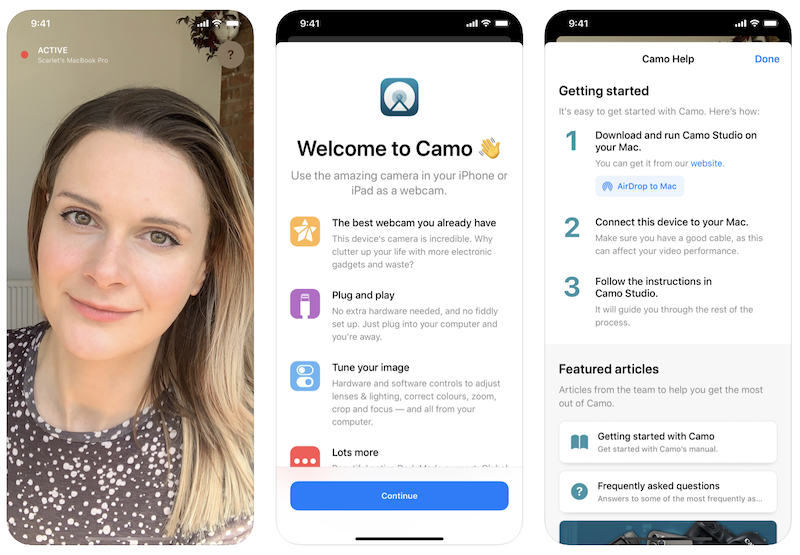 9:41
ACTIVE
Scarlet's MacBook Pro
?
9:41
Welcome to Camo 👋
Use the amazing camera in your iPhone or
iPad as a webcam.
The best webcam you already have
This device's camera is incredible. Why
clutter up your life with more electronic
gadgets and waste?
Plug and play
No extra hardware needed, and no fiddly
set up. Just plug into your computer and
you're away.
Tune your image
Hardware and software controls to adjust
lenses & lighting, correct colours, zoom,
crop and focus — and all from your
computer.
Lots more
Continue
9:41
Camo Help
Done
Getting started
It's easy to get started with Camo. Here's how:
1
Download and run Camo Studio on
your Mac.
You can get it from our website.
AirDrop to Mac
2
Connect this device to your Mac.
Make sure you have a good cable, as this
can affect your video performance.
3
Follow the instructions in
Camo Studio.
It will guide you through the rest of the
process.
Featured articles
Articles from the team to help you get the most
out of Camo.
Getting started with Camo
Get started with Camo's manual.
?
Frequently asked questions
Answers to some of the most frequently as...